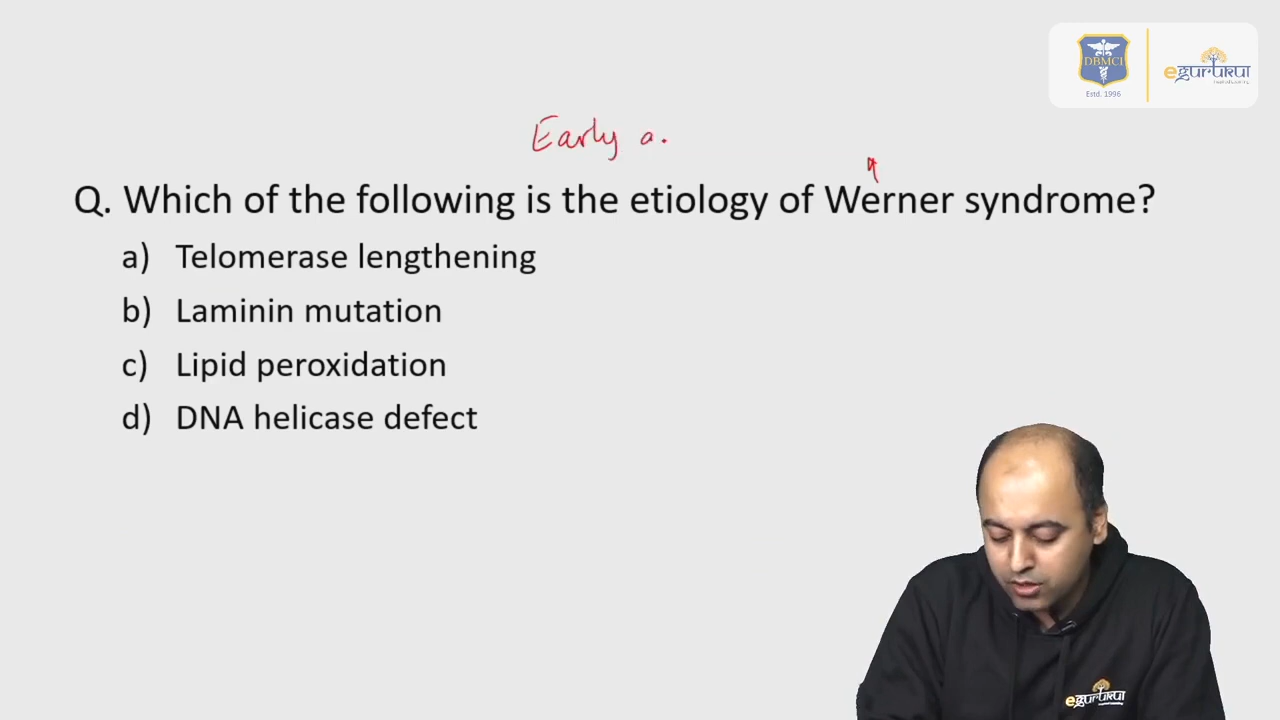 DBMCI
Estd. 1996
egurukul
Early a.
Q. Which of the following is the etiology of Werner syndrome?
a) Telomerase lengthening
b) Laminin mutation
c) Lipid peroxidation
d) DNA helicase defect
egurukul